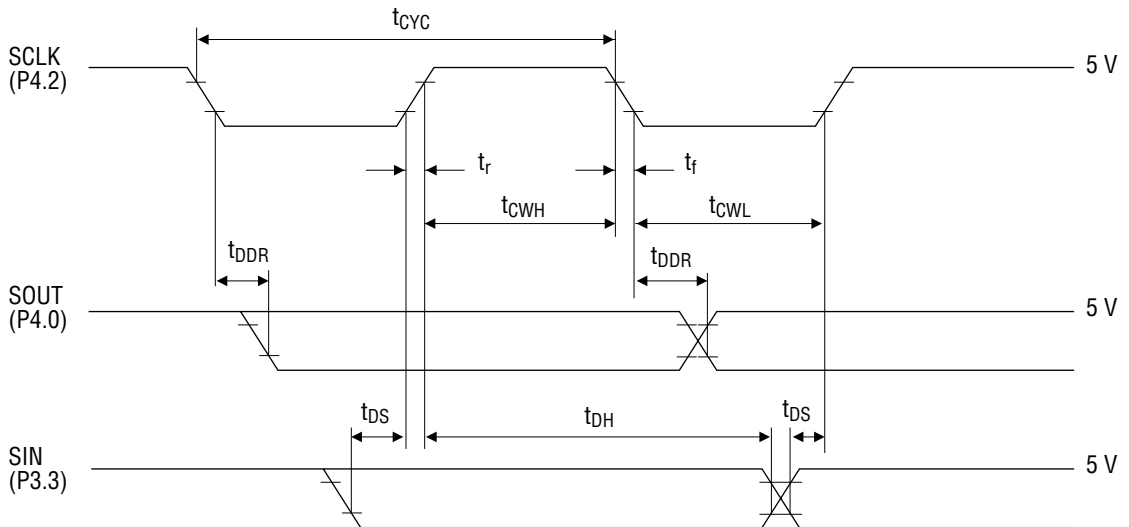 tCYC
SCLK
(P4.2)
5 V
tr
tf
tCWH
tCWL
tDDR
tDDR
SOUT
(P4.0)
5 V
tDS
tDH
tDS
SIN
(P3.3)
5 V